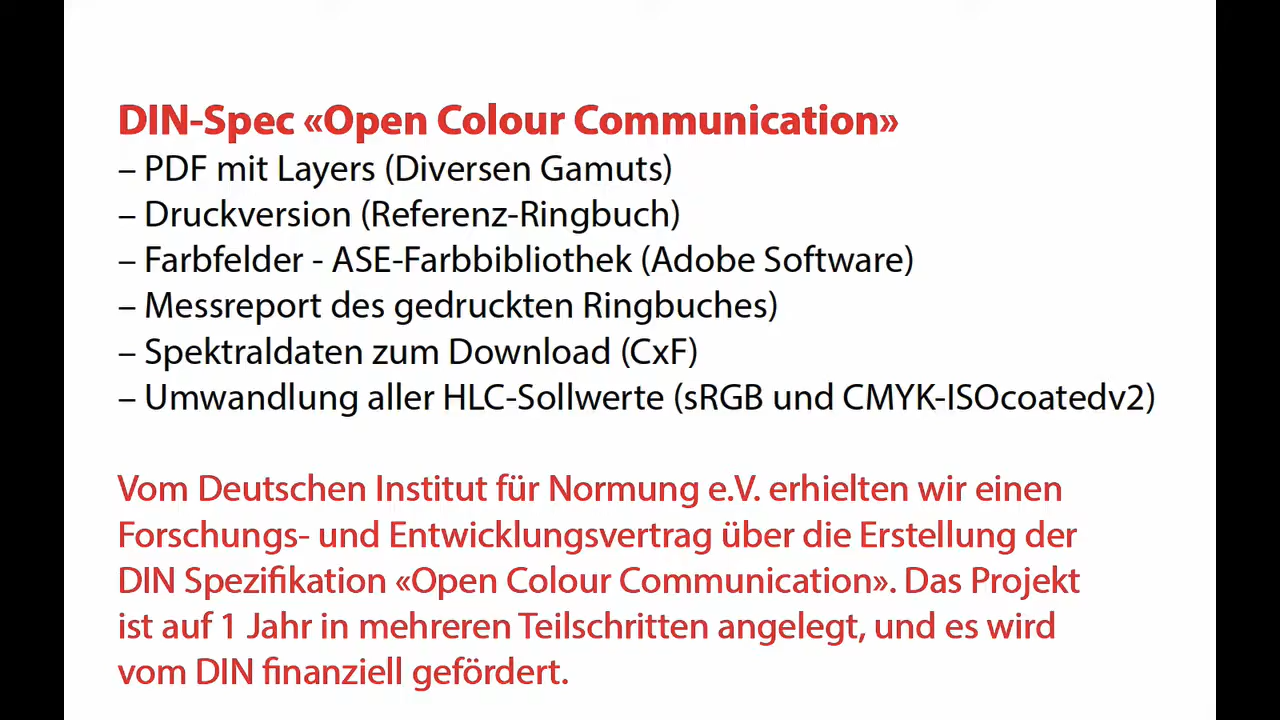 DIN-Spec «Open Colour Communication»
– PDF mit Layers (Diversen Gamuts)
– Druckversion (Referenz-Ringbuch)
– Farbfelder - ASE-Farbbibliothek (Adobe Software)
– Messreport des gedruckten Ringbuches)
– Spektraldaten zum Download (CxF)
– Umwandlung aller HLC-Sollwerte (sRGB und CMYK-ISOcoatedv2)
Vom Deutschen Institut für Normung e.V. erhielten wir einen
Forschungs- und Entwicklungsvertrag über die Erstellung der
DIN Spezifikation «Open Colour Communication». Das Projekt
ist auf 1 Jahr in mehreren Teilschritten angelegt, und es wird
vom DIN finanziell gefördert.